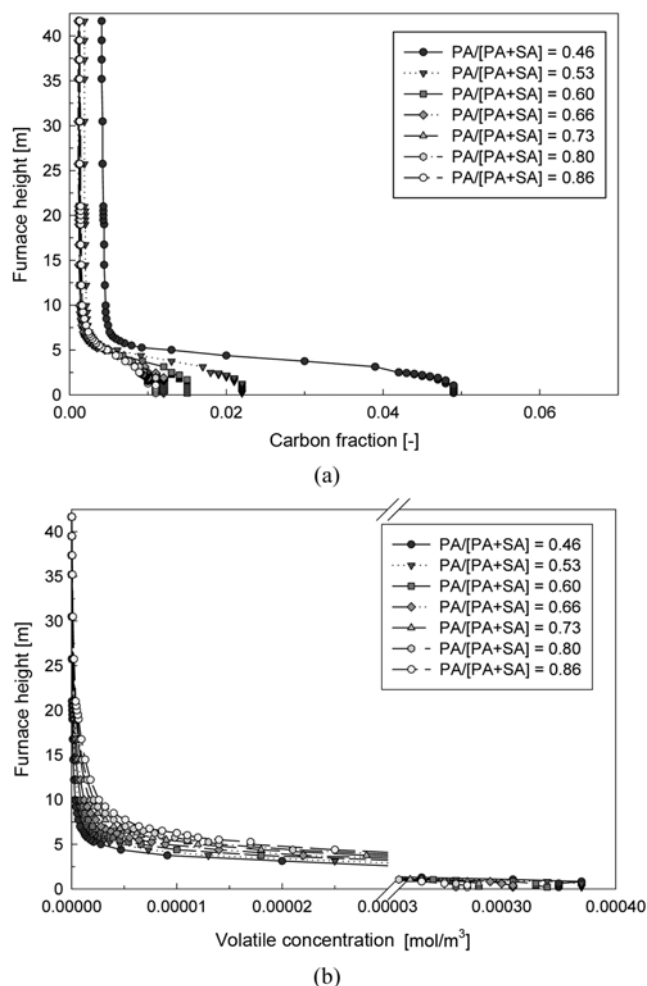 40
35
30
25
20
15
10
5
0
Furnace height [m]
PA/[PA+SA] = 0.46
PA/[PA+SA] = 0.53
PA/[PA+SA] = 0.60
PA/[PA+SA] = 0.66
PA/[PA+SA] = 0.73
PA/[PA+SA] = 0.80
PA/[PA+SA] = 0.86
0.00 0.02 0.04 0.06
Carbon fraction [-]
(a)
40
35
30
25
20
15
10
5
0
Furnace height [m]
PA/[PA+SA] = 0.46
PA/[PA+SA] = 0.53
PA/[PA+SA] = 0.60
PA/[PA+SA] = 0.66
PA/[PA+SA] = 0.73
PA/[PA+SA] = 0.80
PA/[PA+SA] = 0.86
0.00000 0.00001 0.00002 0.00003 0.00030 0.00040
Volatile concentration [mol/m³]
(b)